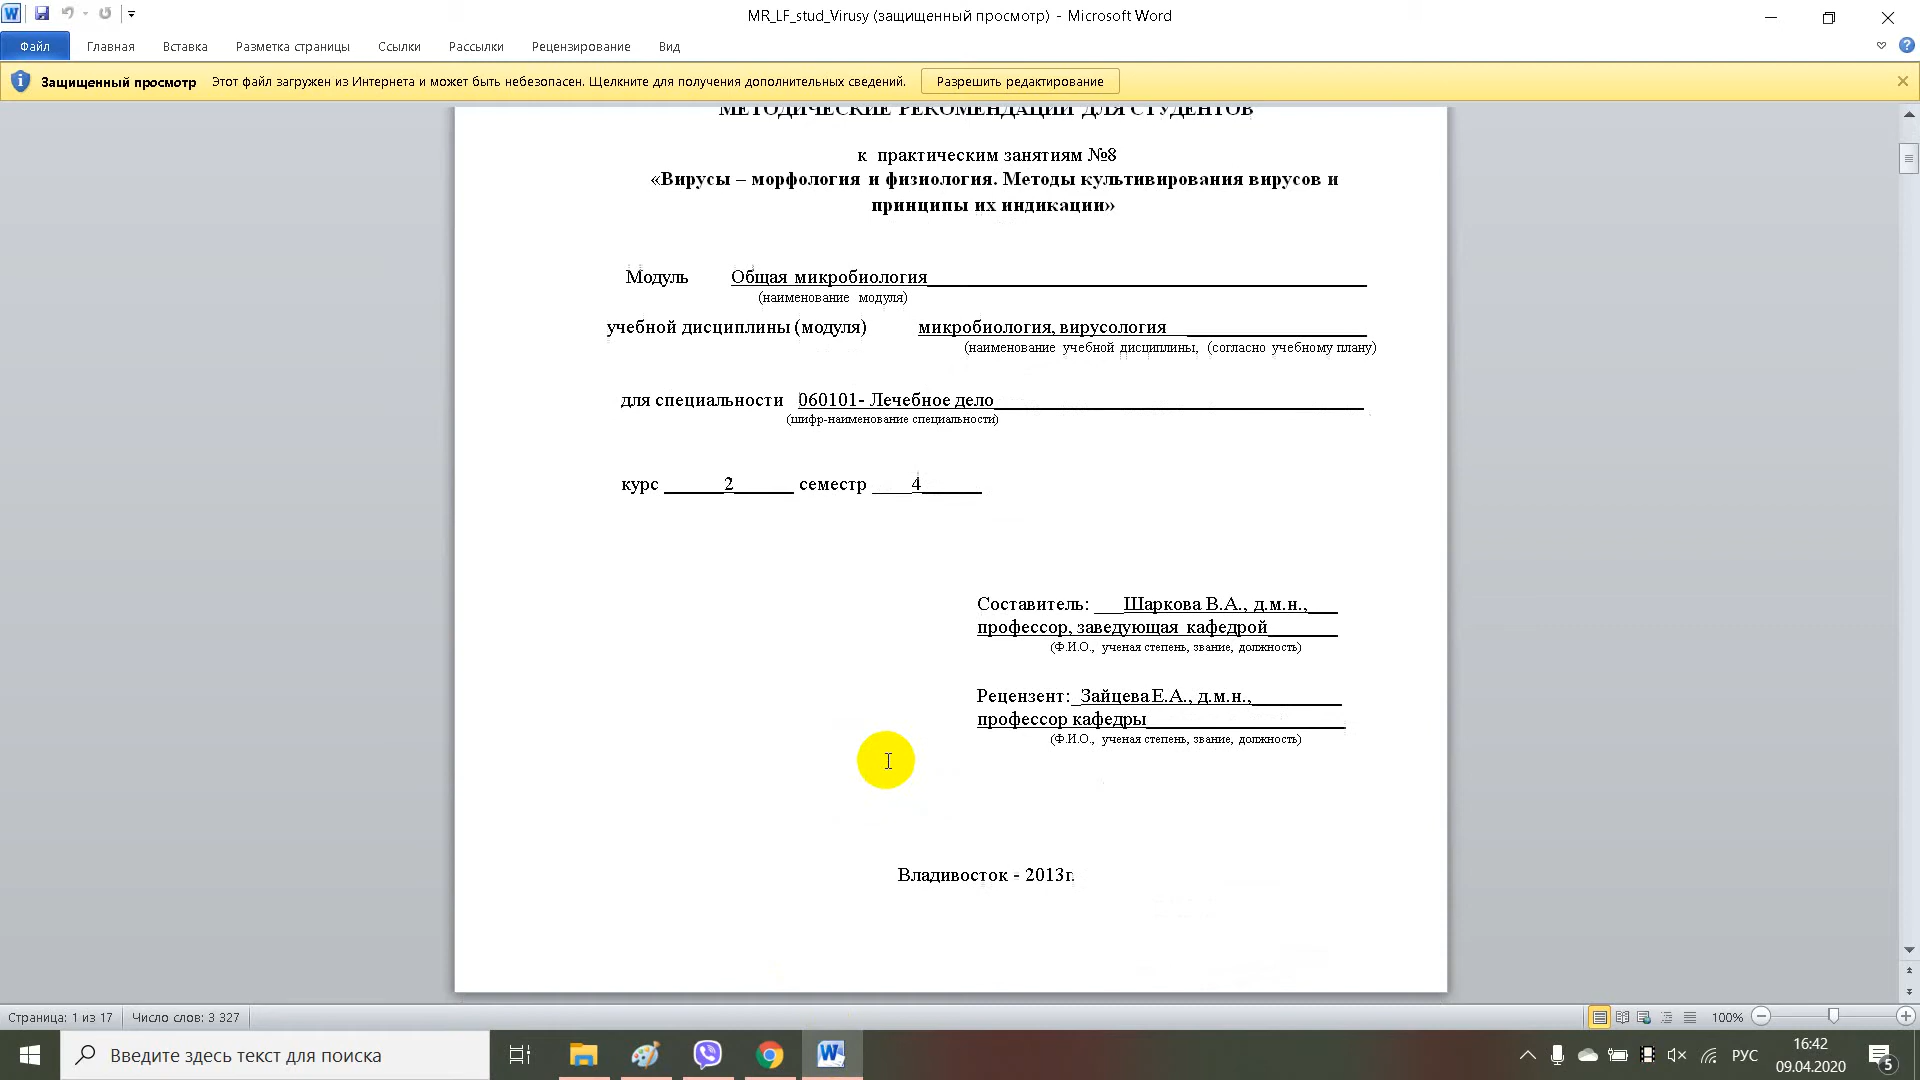 MR_LF_stud_Virusy (защищенный просмотр) - Microsoft Word
Файл Главная Вставка Разметка страницы Ссылки Рассылки Рецензирование Вид
Защищенный просмотр Этот файл загружен из Интернета и может быть небезопасен. Щелкните для получения дополнительных сведений. Разрешить редактирование
МЕТОДИЧЕСКИЕ РЕКОМЕНДАЦИИ ДЛЯ СТУДЕНТОВ
к практическим занятиям №8
«Вирусы – морфология и физиология. Методы культивирования вирусов и
принципы их индикации»
Модуль Общая микробиология
(наименование модуля)
учебной дисциплины (модуля) микробиология, вирусология
(наименование учебной дисциплины, (согласно учебному плану)
для специальности 060101- Лечебное дело
(шифр-наименование специальности)
курс 2 семестр 4
Составитель: Шаркова В.А., д.м.н.,
профессор, заведующая кафедрой
(Ф.И.О., ученая степень, звание, должность)
Рецензент: Зайцева Е.А., д.м.н.,
профессор кафедры
(Ф.И.О., ученая степень, звание, должность)
Владивосток - 2013г.
Страница: 1 из 17 Число слов: 3 327 100%
Введите здесь текст для поиска РУС 16:42
09.04.2020 5